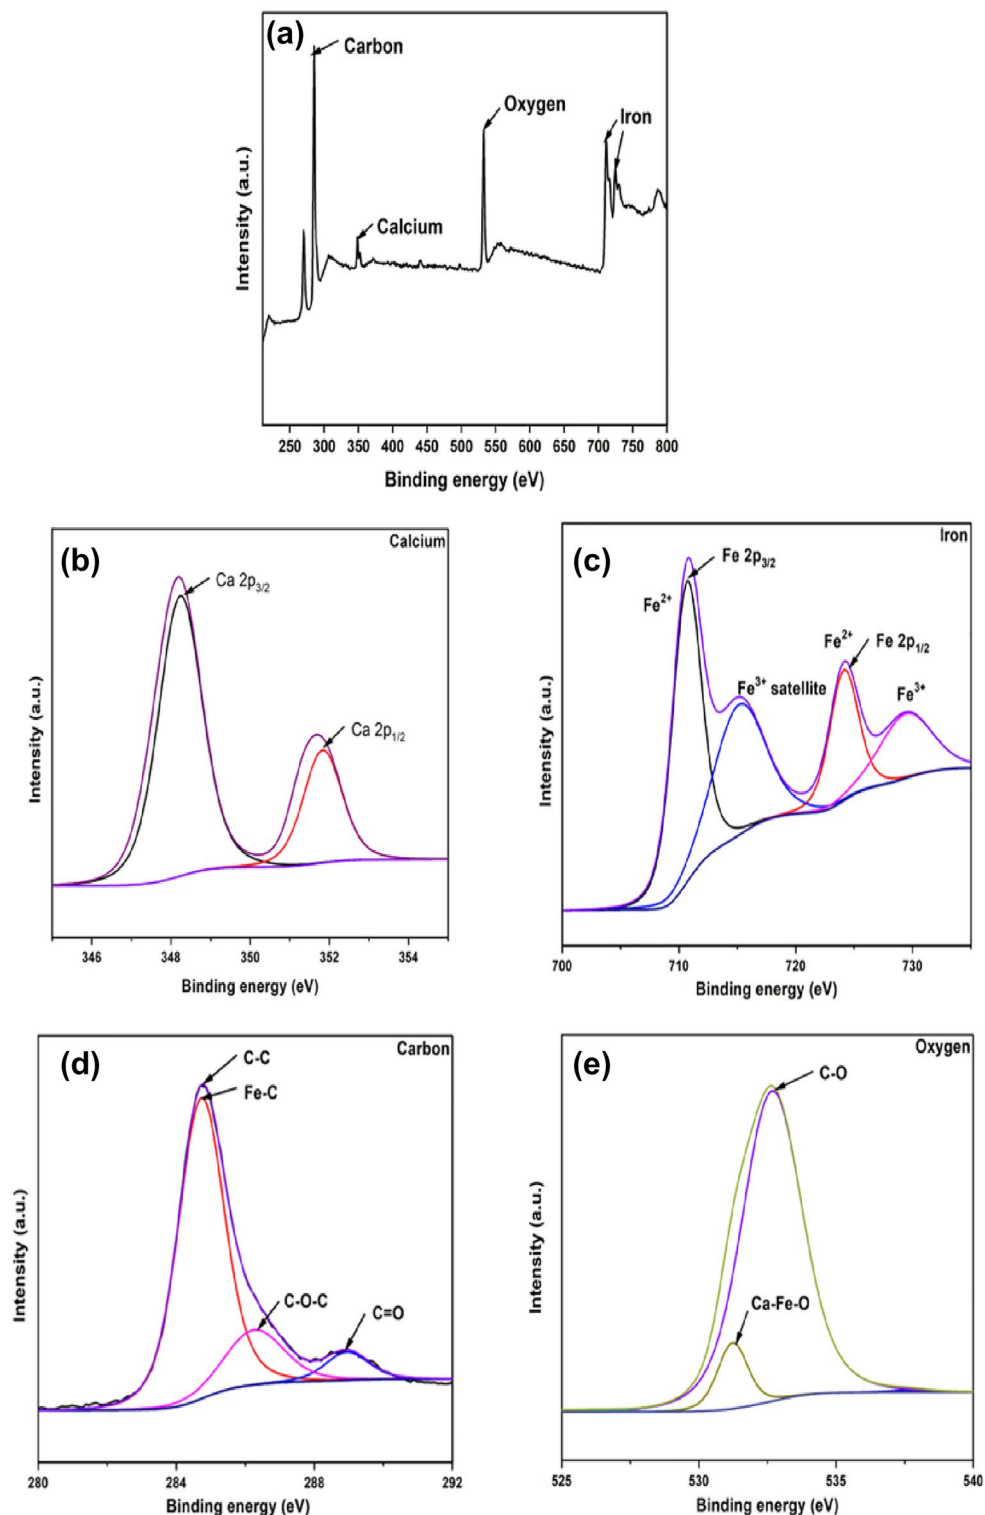 (a)
Carbon
Oxygen
Iron
Calcium
Intensity (a.u.)
250 300 350 400 450 500 550 600 650 700 750 800
Binding energy (eV)
(b)
Calcium
Ca 2p3/2
Ca 2p1/2
Intensity (a.u.)
346 348 350 352 354
Binding energy (eV)
(c)
Iron
Fe 2p3/2
Fe2+
Fe2+
Fe 2p1/2
Fe3+ satellite
Fe3+
Intensity (a.u.)
700 710 720 730
Binding energy (eV)
(d)
Carbon
C-C
Fe-C
C-O-C
C=O
Intensity (a.u.)
280 284 288 292
Binding energy (eV)
(e)
Oxygen
C-O
Ca-Fe-O
Intensity (a.u.)
525 530 535 540
Binding energy (eV)